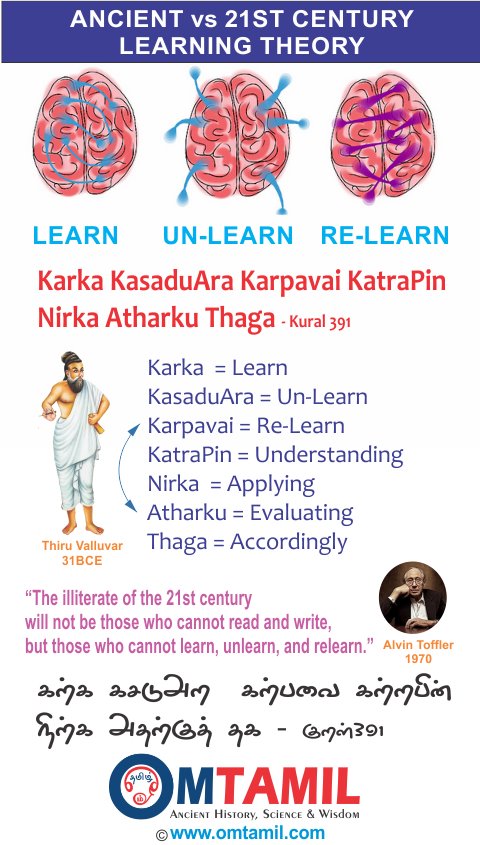 ANCIENT vs 21ST CENTURY
LEARNING THEORY
LEARN UN-LEARN RE-LEARN
Karka KasaduAra Karpavai KatraPin
Nirka Atharku Thaga - Kural 391
Karka = Learn
KasaduAra = Un-Learn
Karpavai = Re-Learn
KatraPin = Understanding
Nirka = Applying
Atharku = Evaluating
Thaga = Accordingly
Thiru Valluvar
31BCE
“The illiterate of the 21st century
will not be those who cannot read and write,
but those who cannot learn, unlearn, and relearn.”
Alvin Toffler
1970
கற்க கசடுஅற கற்பவை கற்றபின்
நிற்க அதற்குத் தக - குறள்391
தமிழ்
OMTAMIL
ANCIENT HISTORY, SCIENCE & WISDOM
© www.omtamil.com